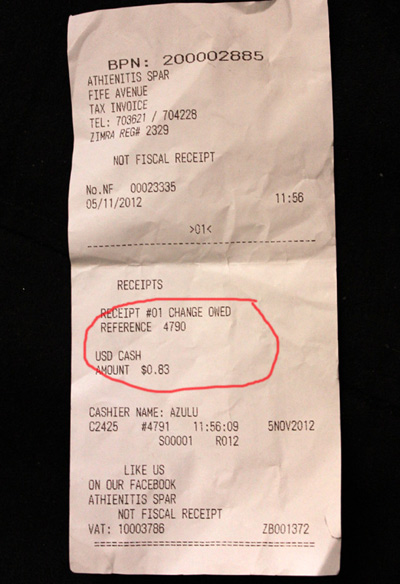 BPN: 200002885
ATHIENITIS SPAR
FIFE AVENUE
TAX INVOICE
TEL: 703621 / 704228
ZIMRA REG# 2329
NOT FISCAL RECEIPT
No.NF 00023335
05/11/2012 11:56
>01<
RECEIPTS
RECEIPT #01 CHANGE OWED
REFERENCE 4790
USD CASH
AMOUNT $0.83
CASHIER NAME: AZULU
C2425 #4791 11:56:09 5NOV2012
S00001 R012
LIKE US
ON OUR FACEBOOK
ATHIENITIS SPAR
NOT FISCAL RECEIPT
VAT: 10003786 ZB001372